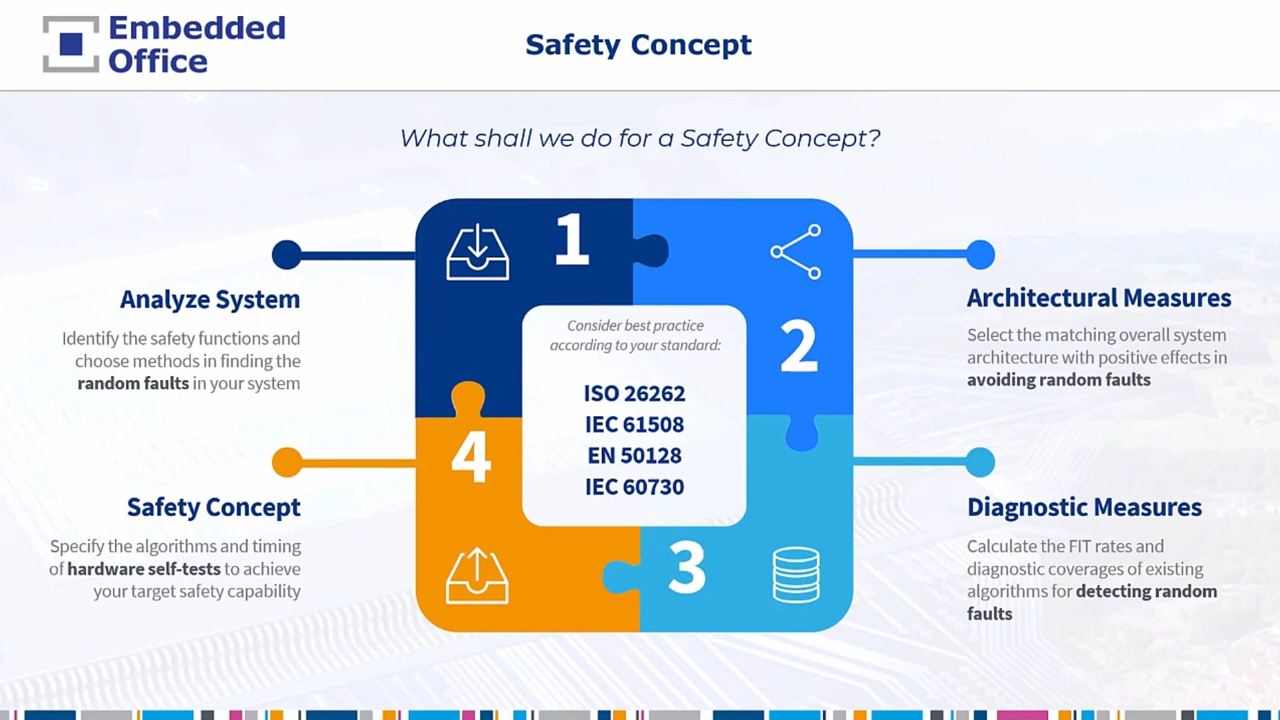 Embedded
Office
Safety Concept
What shall we do for a Safety Concept?
1
Analyze System
Identify the safety functions and
choose methods in finding the
random faults in your system
2
Architectural Measures
Select the matching overall system
architecture with positive effects in
avoiding random faults
Consider best practice
according to your standard:
ISO 26262
IEC 61508
EN 50128
IEC 60730
3
Diagnostic Measures
Calculate the FIT rates and
diagnostic coverages of existing
algorithms for detecting random
faults
4
Safety Concept
Specify the algorithms and timing
of hardware self-tests to achieve
your target safety capability